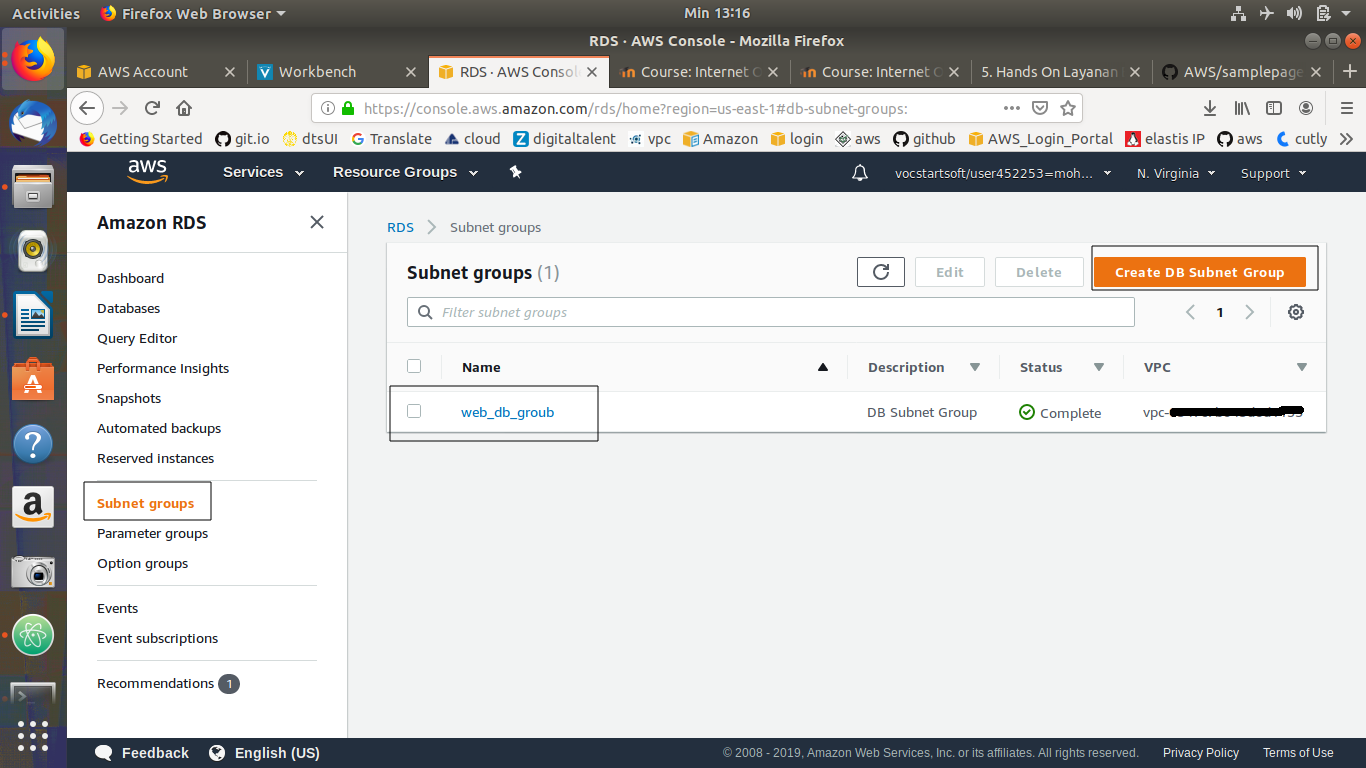 Activities
Firefox Web Browser
Min 13:16
RDS · AWS Console - Mozilla Firefox
AWS Account
Workbench
RDS · AWS Consol
Course: Internet O
Course: Internet O
5. Hands On Layanan
AWS/samplepage
https://console.aws.amazon.com/rds/home?region=us-east-1#db-subnet-groups:
Getting Started
git.io
dtsUI
Translate
cloud
digitaltalent
vpc
Amazon
login
aws
github
AWS_Login_Portal
elastis IP
aws
cutly
aws
Services
Resource Groups
vocstartsoft/user452253=moh...
N. Virginia
Support
Amazon RDS
Dashboard
Databases
Query Editor
Performance Insights
Snapshots
Automated backups
Reserved instances
Subnet groups
Parameter groups
Option groups
Events
Event subscriptions
Recommendations 1
RDS
Subnet groups
Subnet groups (1)
Edit
Delete
Create DB Subnet Group
Filter subnet groups
1
Name
Description
Status
VPC
web_db_groub
DB Subnet Group
Complete
vpc-
Feedback
English (US)
© 2008 - 2019, Amazon Web Services, Inc. or its affiliates. All rights reserved.
Privacy Policy
Terms of Use